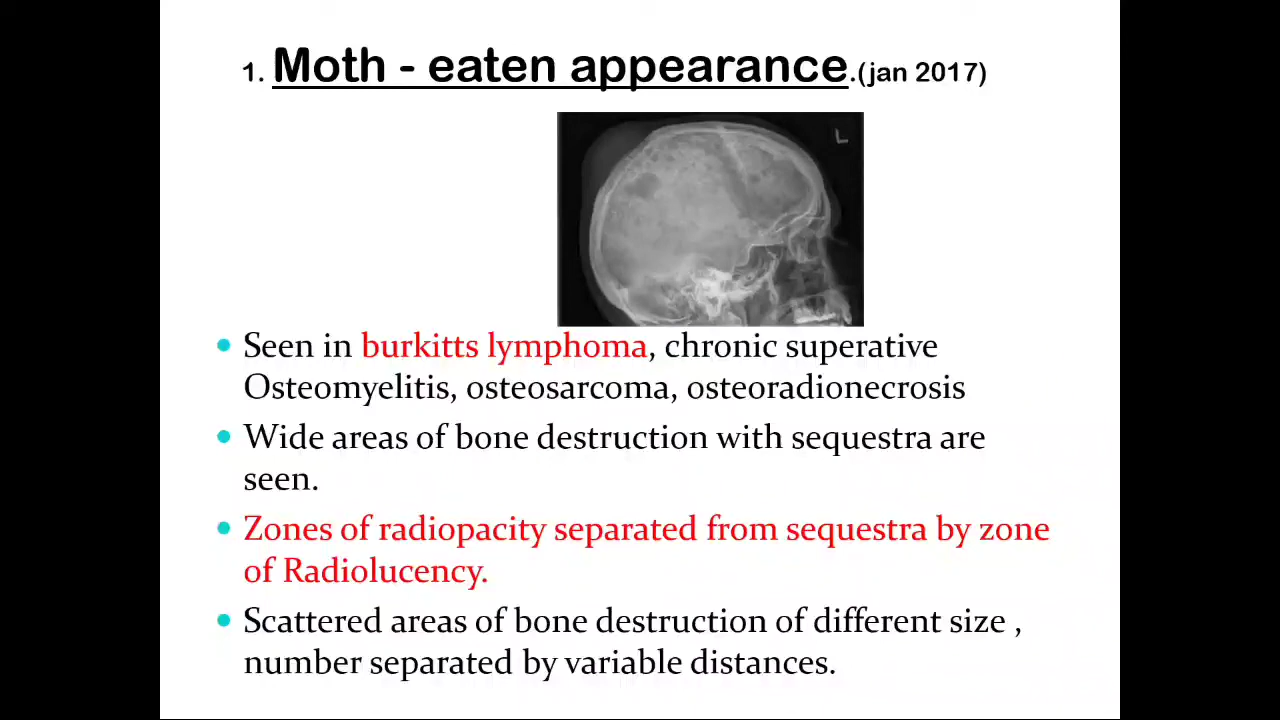 1. Moth - eaten appearance.(jan 2017)
L
• Seen in burkitts lymphoma, chronic superative
Osteomyelitis, osteosarcoma, osteoradionecrosis
• Wide areas of bone destruction with sequestra are
seen.
• Zones of radiopacity separated from sequestra by zone
of Radiolucency.
• Scattered areas of bone destruction of different size ,
number separated by variable distances.